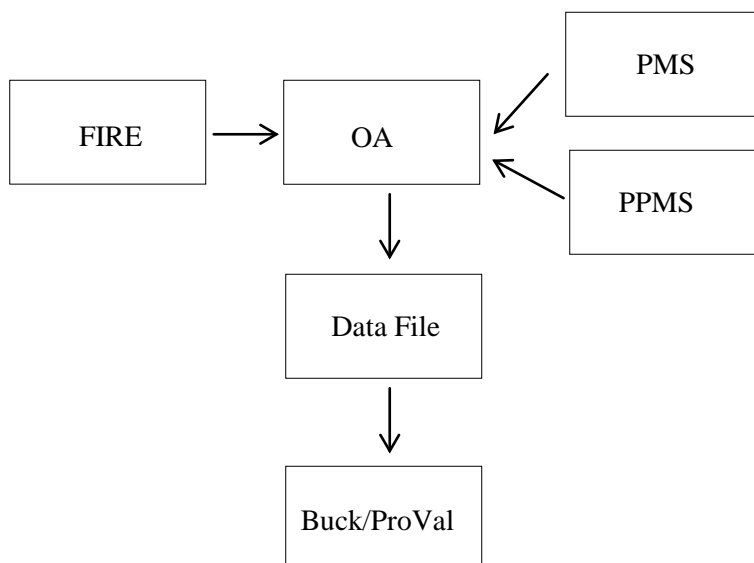 PMS
FIRE
OA
PPMS
Data File
Buck/ProVal